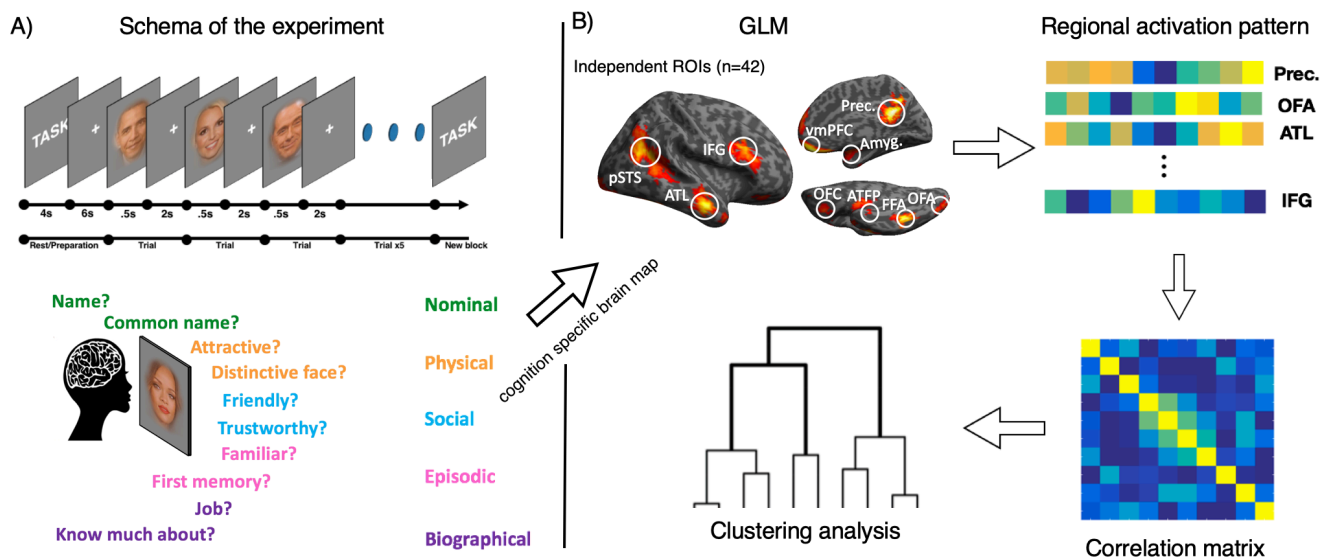 A)
Schema of the experiment
TASK
+
+
+
+
TASK
4s
6s
.5s
2s
.5s
2s
.5s
2s
Rest/Preparation
Trial
Trial
Trial
Trial x5
New block
Name?
Common name?
Attractive?
Distinctive face?
Friendly?
Trustworthy?
Familiar?
First memory?
Job?
Know much about?
Nominal
Physical
Social
Episodic
Biographical
cognition specific brain map
B)
GLM
Independent ROIs (n=42)
pSTS
IFG
ATL
Prec.
vmPFC
Amyg.
OFC
ATFP
FFA
OFA
Regional activation pattern
Prec.
OFA
ATL
IFG
Clustering analysis
Correlation matrix